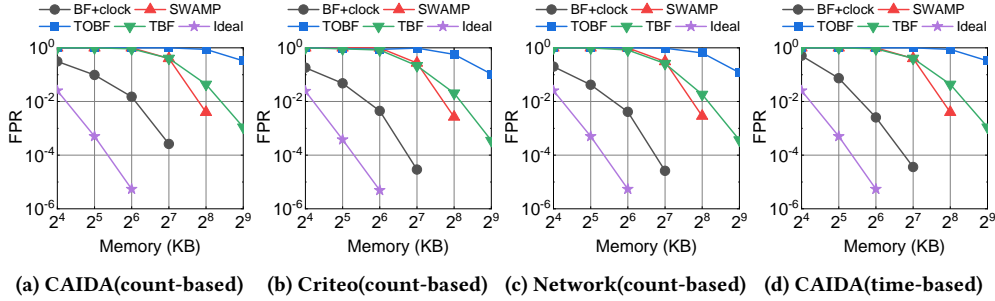 BF+clock SWAMP
TOBF TBF Ideal
10^0
10^-2
10^-4
10^-6
FPR
2^4 2^5 2^6 2^7 2^8 2^9
Memory (KB)
(a) CAIDA(count-based)
BF+clock SWAMP
TOBF TBF Ideal
10^0
10^-2
10^-4
10^-6
FPR
2^4 2^5 2^6 2^7 2^8 2^9
Memory (KB)
(b) Criteo(count-based)
BF+clock SWAMP
TOBF TBF Ideal
10^0
10^-2
10^-4
10^-6
FPR
2^4 2^5 2^6 2^7 2^8 2^9
Memory (KB)
(c) Network(count-based)
BF+clock SWAMP
TOBF TBF Ideal
10^0
10^-2
10^-4
10^-6
FPR
2^4 2^5 2^6 2^7 2^8 2^9
Memory (KB)
(d) CAIDA(time-based)